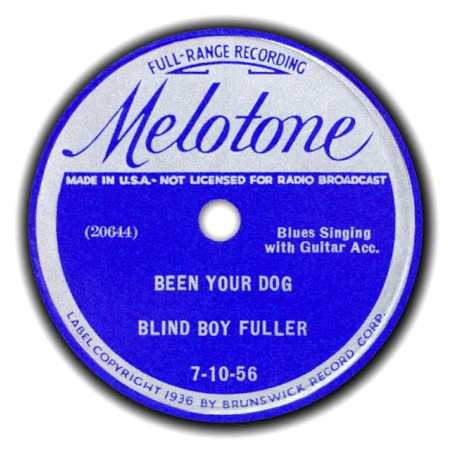 FULL-RANGE RECORDING
Melotone
MADE IN U.S.A.- NOT LICENSED FOR RADIO BROADCAST
(20644)
Blues Singing
with Guitar Acc.
BEEN YOUR DOG
BLIND BOY FULLER
7-10-56
LABEL COPYRIGHT 1936 BY BRUNSWICK RECORD CORP.